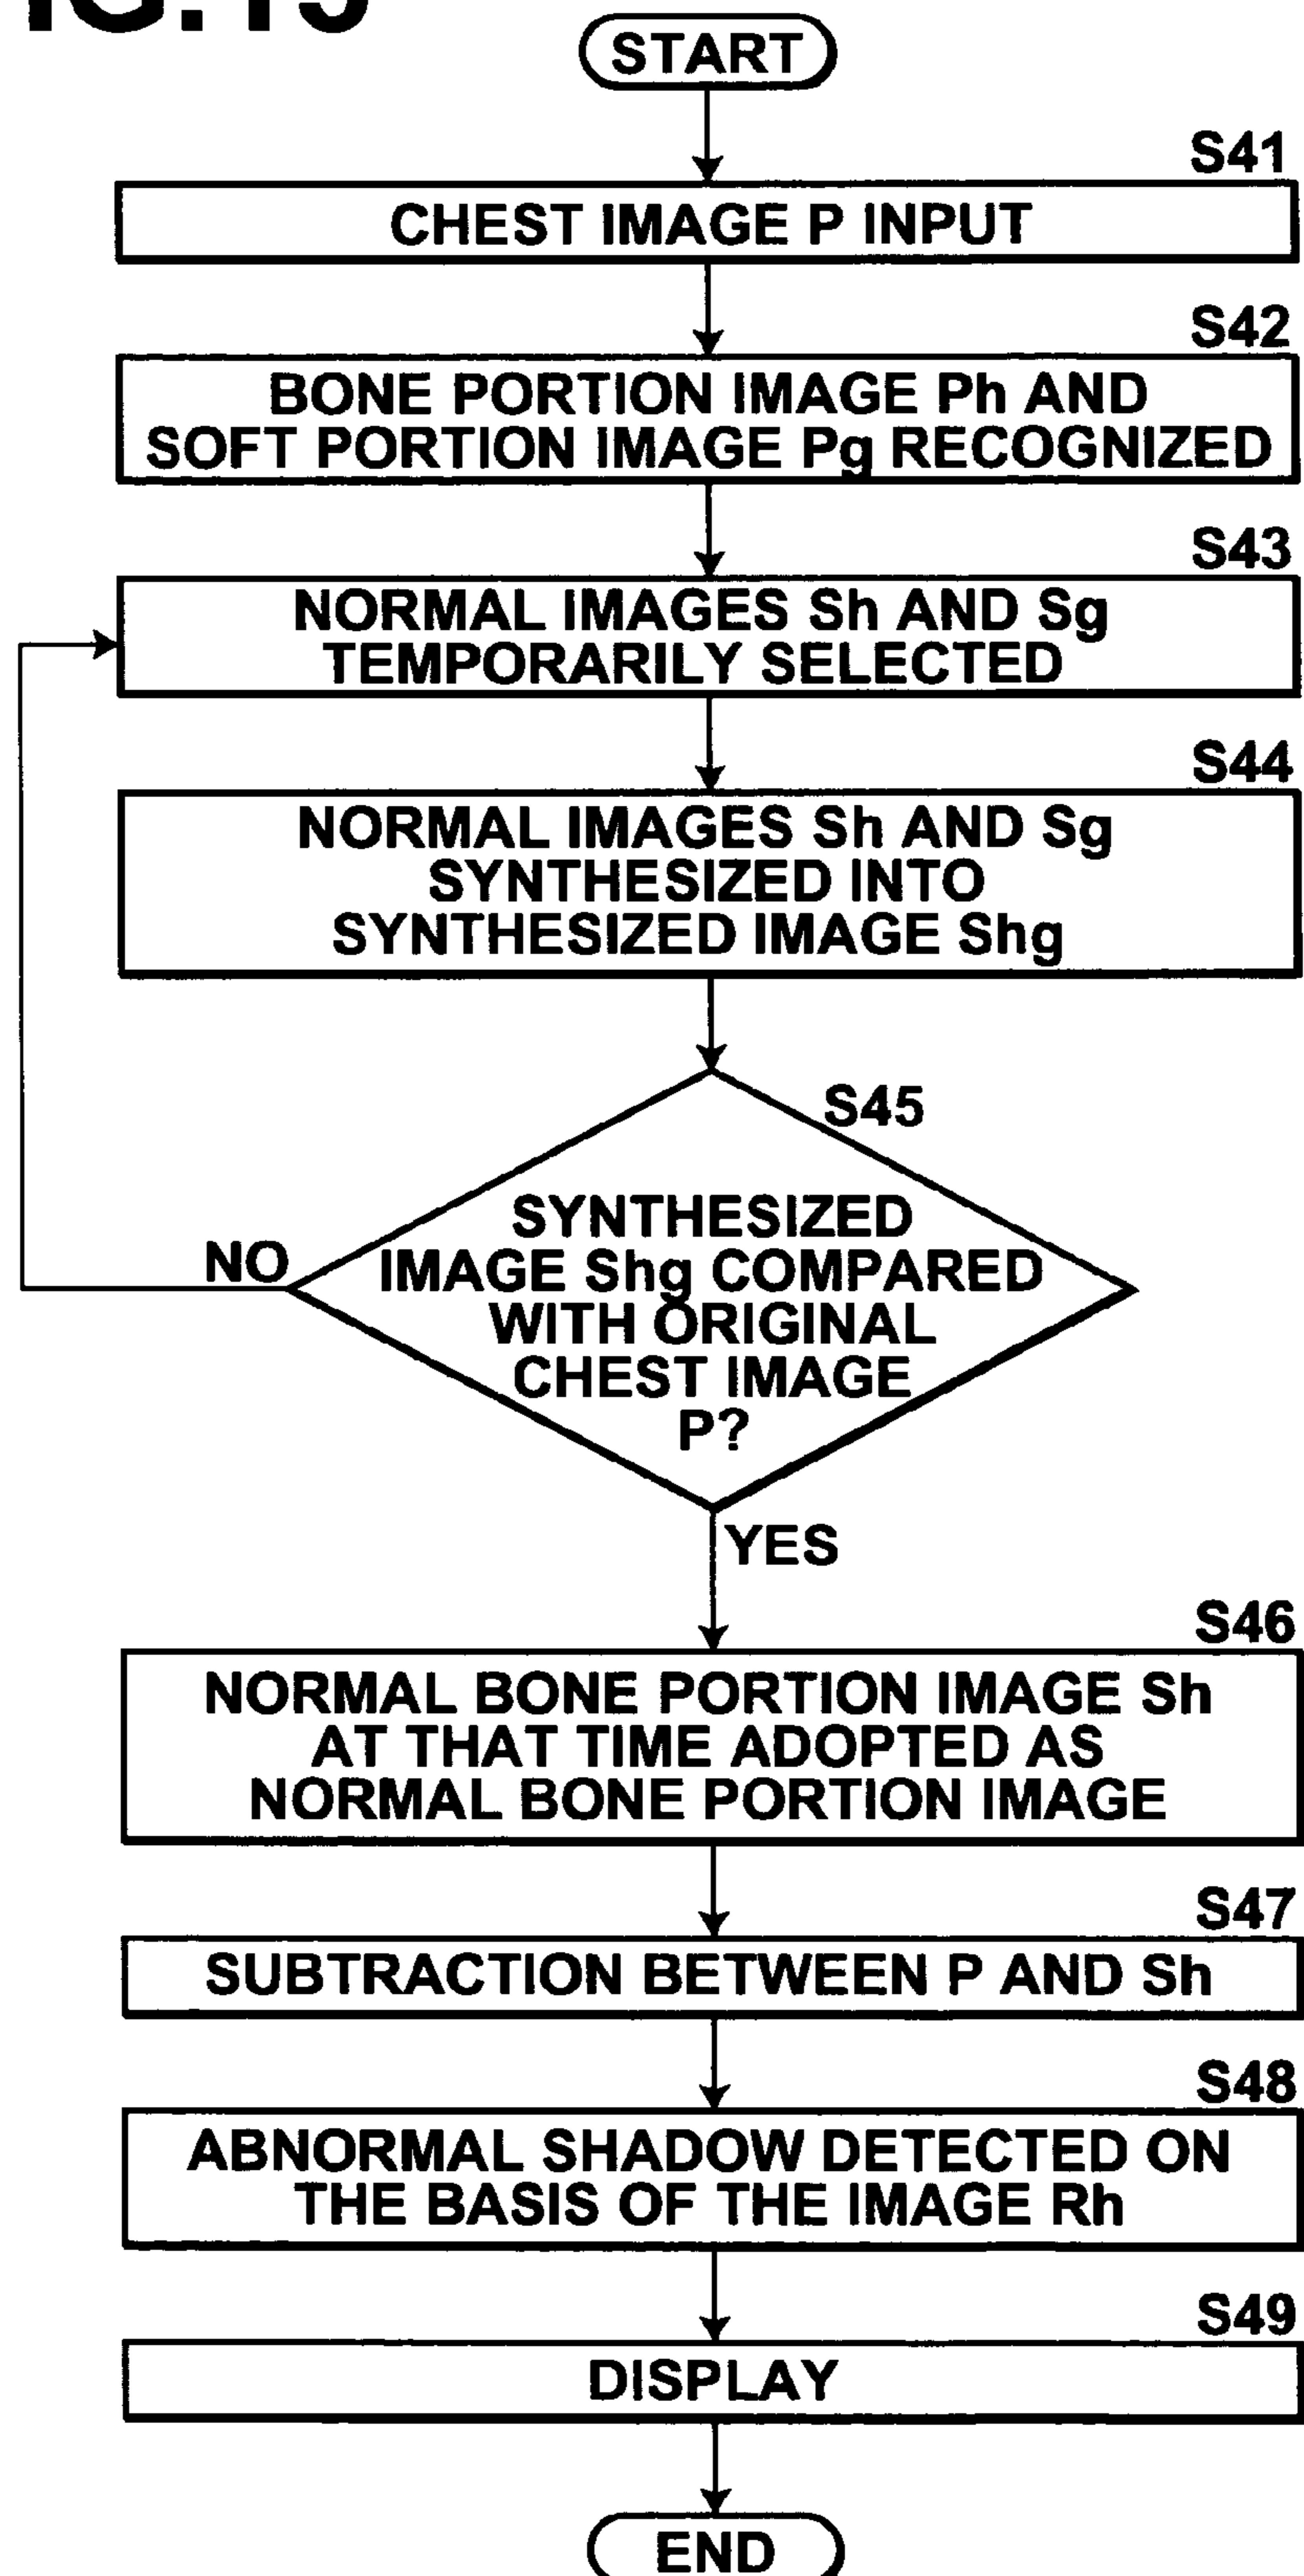 START
S41
CHEST IMAGE P INPUT
S42
BONE PORTION IMAGE Ph AND
SOFT PORTION IMAGE Pg RECOGNIZED
S43
NORMAL IMAGES Sh AND Sg
TEMPORARILY SELECTED
S44
NORMAL IMAGES Sh AND Sg
SYNTHESIZED INTO
SYNTHESIZED IMAGE Shg
S45
SYNTHESIZED
IMAGE Shg COMPARED
WITH ORIGINAL
CHEST IMAGE
P?
NO
YES
S46
NORMAL BONE PORTION IMAGE Sh
AT THAT TIME ADOPTED AS
NORMAL BONE PORTION IMAGE
S47
SUBTRACTION BETWEEN P AND Sh
S48
ABNORMAL SHADOW DETECTED ON
THE BASIS OF THE IMAGE Rh
S49
DISPLAY
END